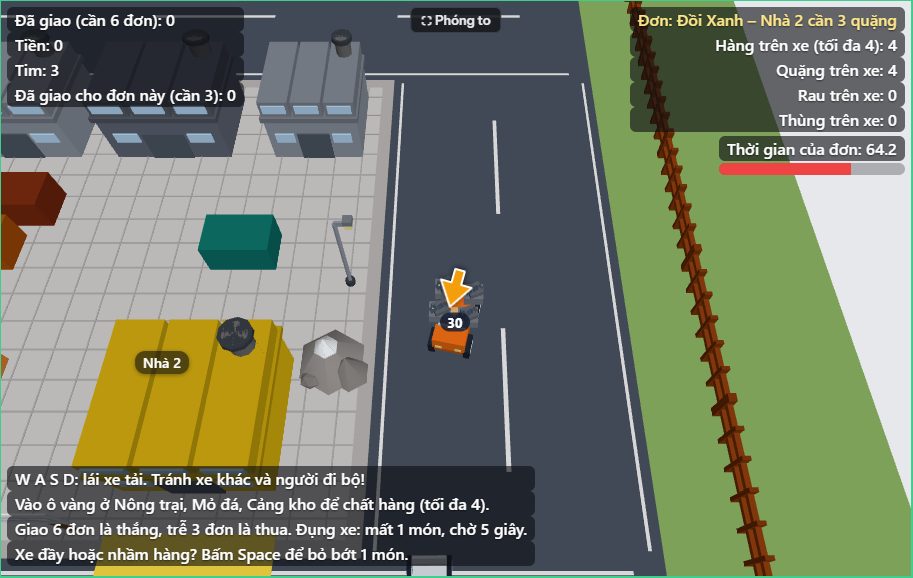 Đã giao (cần 6 đơn): 0
Tiền: 0
Tim: 3
Đã giao cho đơn này (cần 3): 0
Phóng to
Đơn: Đồi Xanh – Nhà 2 cần 3 quặng
Hàng trên xe (tối đa 4): 4
Quặng trên xe: 4
Rau trên xe: 0
Thùng trên xe: 0
Thời gian của đơn: 64.2
30
Nhà 2
W A S D: lái xe tải. Tránh xe khác và người đi bộ!
Vào ô vàng ở Nông trại, Mỏ đá, Cảng kho để chất hàng (tối đa 4).
Giao 6 đơn là thắng, trễ 3 đơn là thua. Đụng xe: mất 1 món, chờ 5 giây.
Xe đầy hoặc nhầm hàng? Bấm Space để bỏ bớt 1 món.